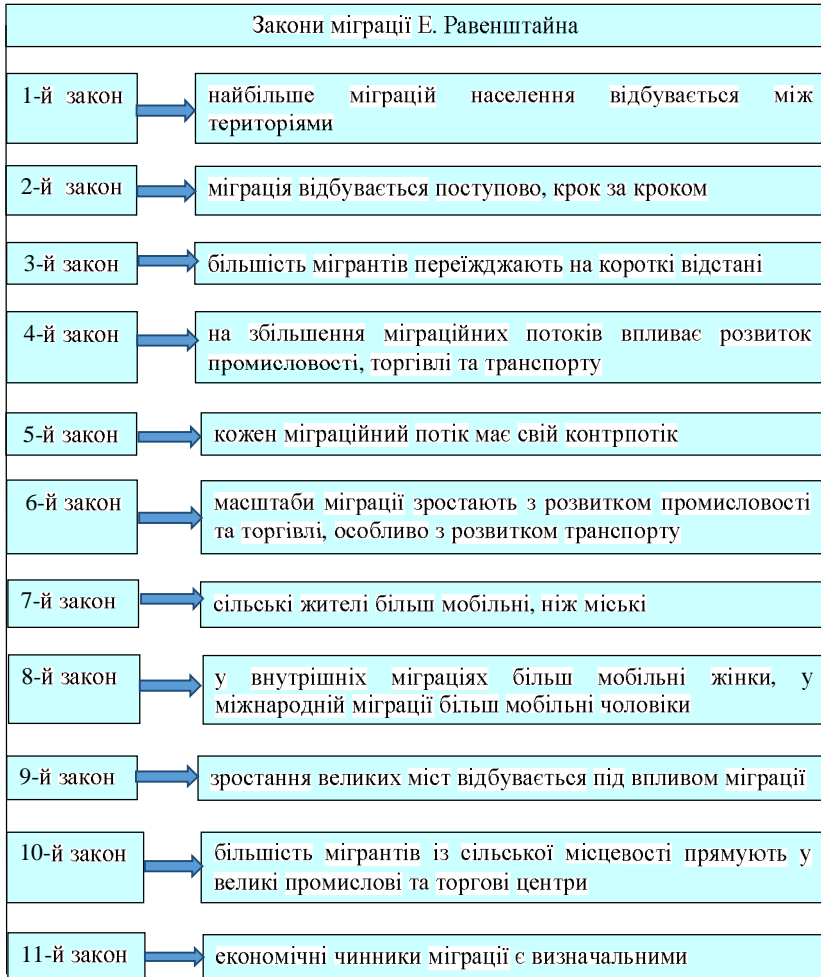 Закони міграції Е. Равенштайна
1-й закон
найбільше міграцій населення відбувається між
територіями
2-й закон
міграція відбувається поступово, крок за кроком
3-й закон
більшість мігрантів переїжджають на короткі відстані
4-й закон
на збільшення міграційних потоків впливає розвиток
промисловості, торгівлі та транспорту
5-й закон
кожен міграційний потік має свій контрпотік
6-й закон
масштаби міграції зростають з розвитком промисловості
та торгівлі, особливо з розвитком транспорту
7-й закон
сільські жителі більш мобільні, ніж міські
8-й закон
у внутрішніх міграціях більш мобільні жінки, у
міжнародній міграції більш мобільні чоловіки
9-й закон
зростання великих міст відбувається під впливом міграції
10-й закон
більшість мігрантів із сільської місцевості прямують у
великі промислові та торгові центри
11-й закон
економічні чинники міграції є визначальними